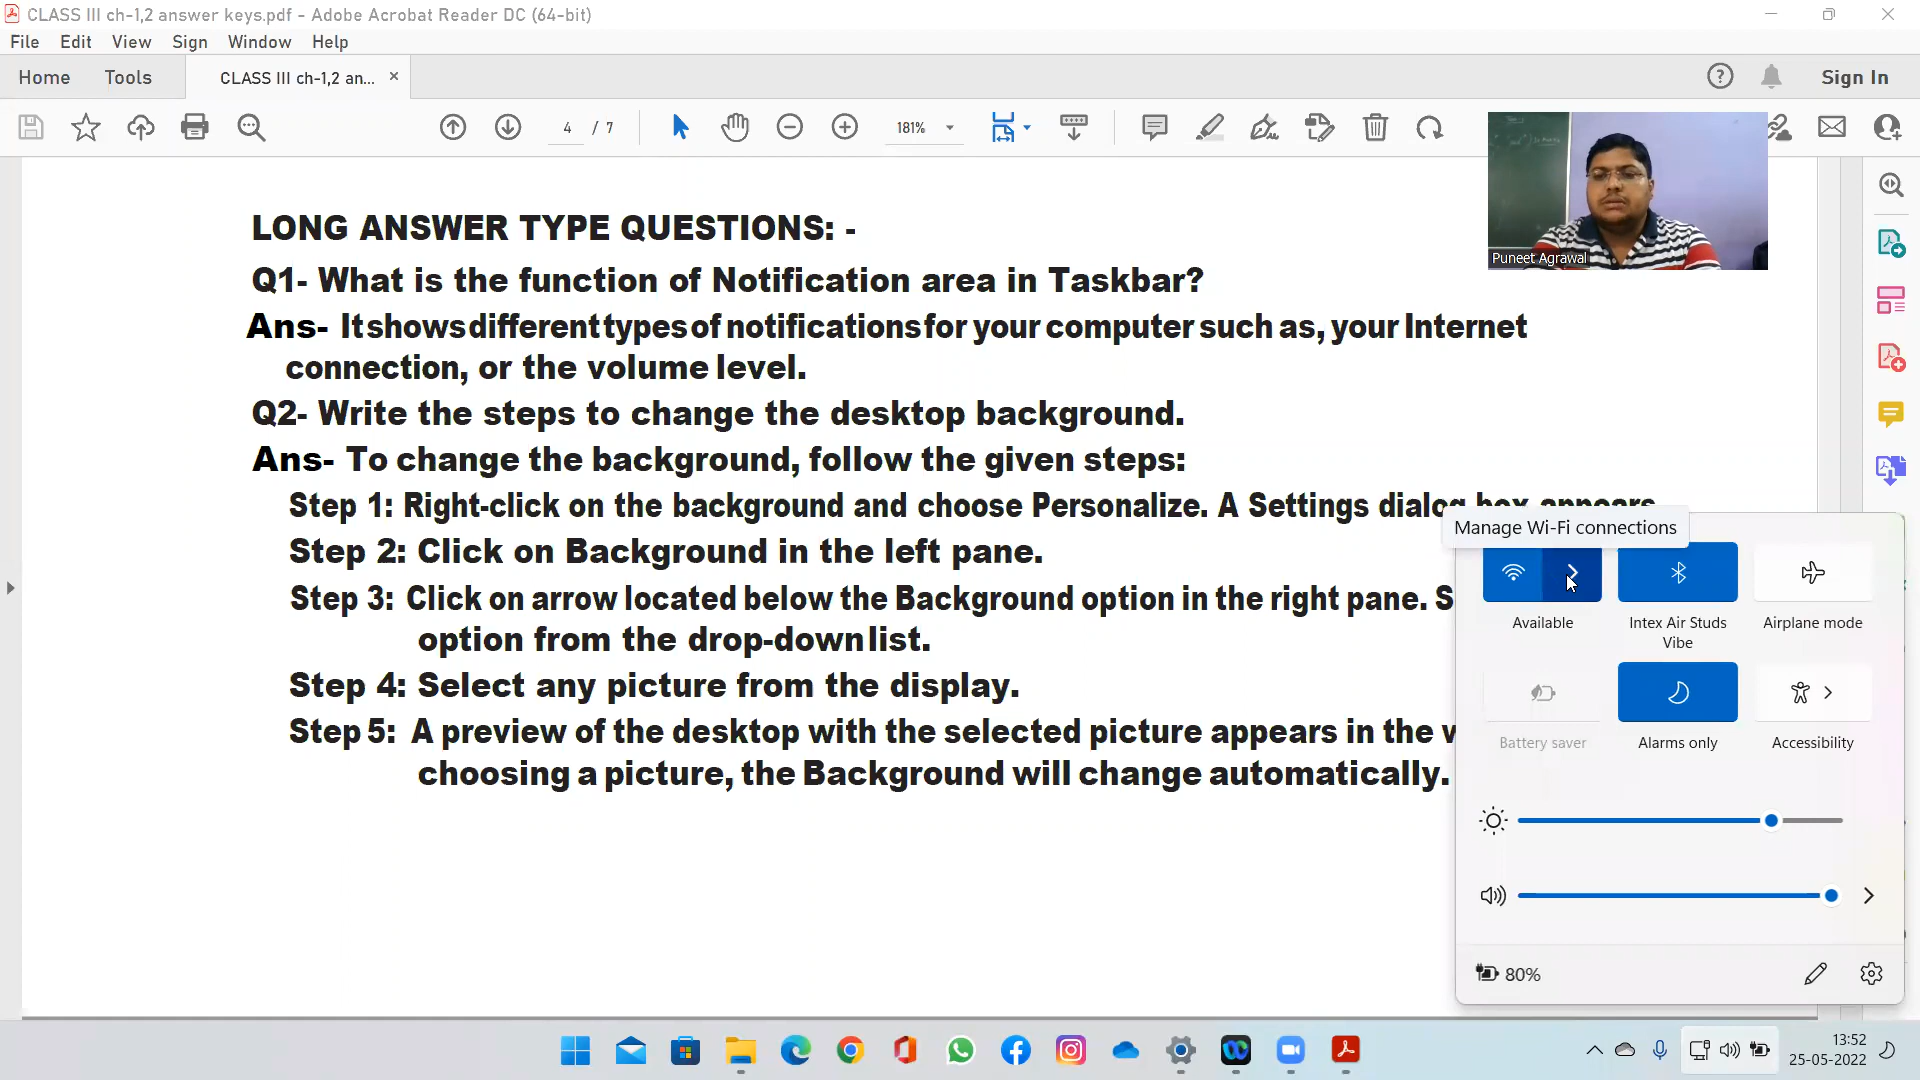 CLASS III ch-1,2 answer keys.pdf - Adobe Acrobat Reader DC (64-bit)
File Edit View Sign Window Help
Home Tools CLASS III ch-1,2 an... Sign In
4 / 7 181%
Puneet Agrawal
LONG ANSWER TYPE QUESTIONS: -
Q1- What is the function of Notification area in Taskbar?
Ans- It shows different types of notifications for your computer such as, your Internet
connection, or the volume level.
Q2- Write the steps to change the desktop background.
Ans- To change the background, follow the given steps:
Step 1: Right-click on the background and choose Personalize. A Settings dialog box appears
Step 2: Click on Background in the left pane.
Step 3: Click on arrow located below the Background option in the right pane. S
option from the drop-down list.
Step 4: Select any picture from the display.
Step 5: A preview of the desktop with the selected picture appears in the
choosing a picture, the Background will change automatically.
Manage Wi-Fi connections
Available Intex Air Studs Vibe Airplane mode
Battery saver Alarms only Accessibility
80%
13:52
25-05-2022